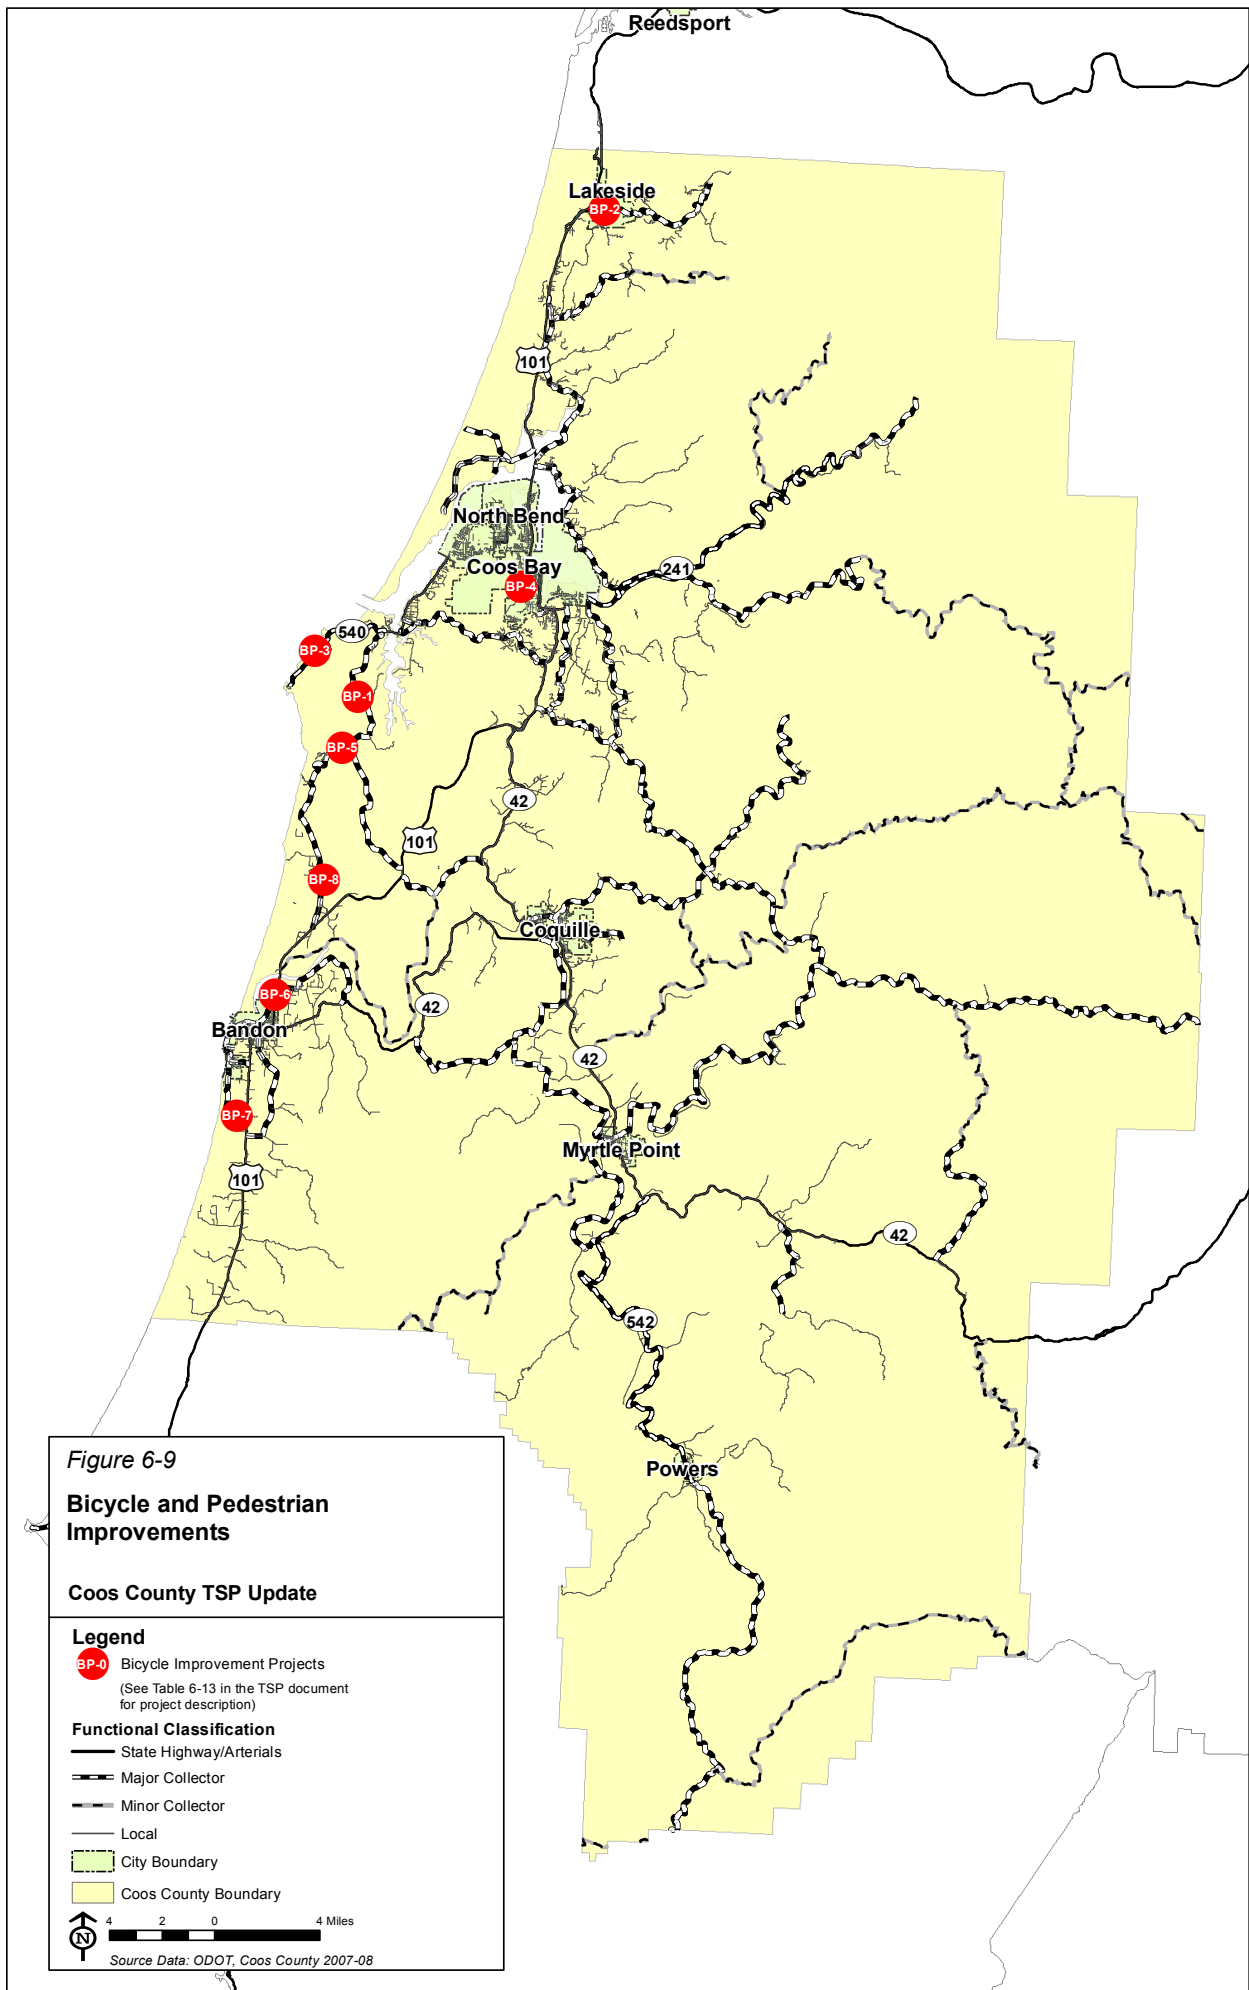 Reedsport
Lakeside
BP-2
101
North Bend
Coos Bay
BP-4
241
540
BP-3
BP-1
BP-5
42
101
BP-8
Coquille
BP-6
42
Bandon
42
BP-7
Myrtle Point
101
42
542
Powers
Figure 6-9
Bicycle and Pedestrian
Improvements
Coos County TSP Update
Legend
BP-0 Bicycle Improvement Projects
(See Table 6-13 in the TSP document
for project description)
Functional Classification
State Highway/Arterials
Major Collector
Minor Collector
Local
City Boundary
Coos County Boundary
4 2 0 4 Miles
N
Source Data: ODOT, Coos County 2007-08